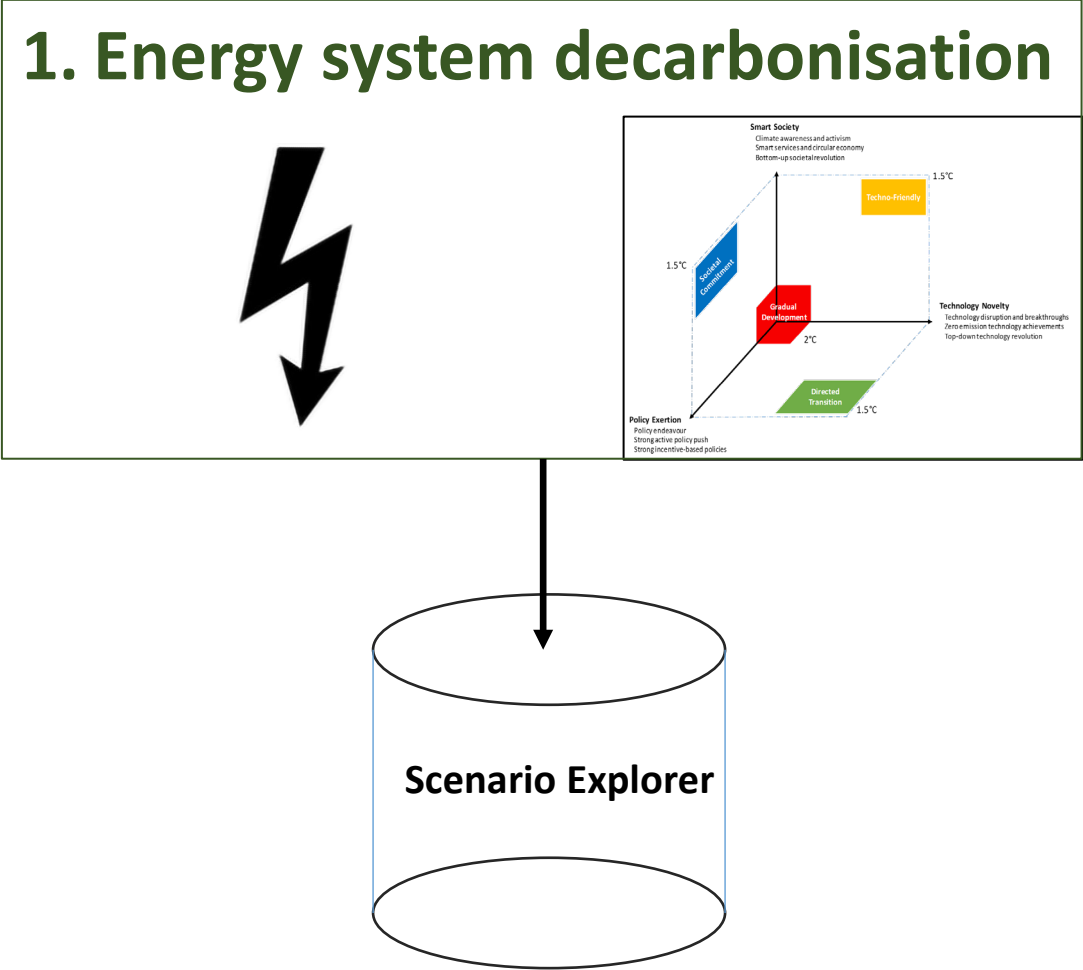 1. Energy system decarbonisation
Smart Society
Climate awareness and activism
Smart services and circular economy
Bottom-up societal revolution
1.5°C
Techno-Friendly
1.5°C
Societal
Commitment
Gradual
Development
2°C
Technology Novelty
Technology disruption and breakthroughs
Zero emission technology achievements
Top-down technology revolution
Directed
Transition
1.5°C
Policy Exertion
Policy endeavour
Strong active policy push
Strong incentive-based policies
Scenario Explorer